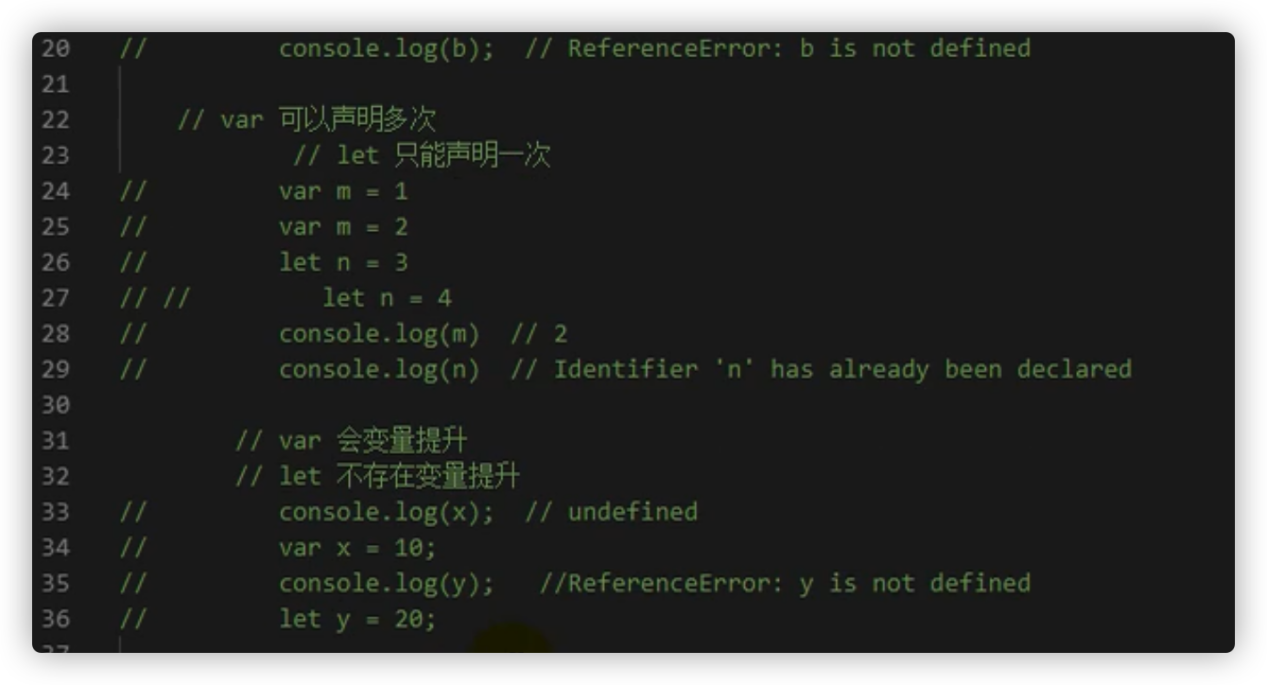 20 // console.log(b); // ReferenceError: b is not defined
21
22 // var 可以声明多次
23 // let 只能声明一次
24 // var m = 1
25 // var m = 2
26 // let n = 3
27 // // let n = 4
28 // console.log(m) // 2
29 // console.log(n) // Identifier 'n' has already been declared
30
31 // var 会变量提升
32 // let 不存在变量提升
33 // console.log(x); // undefined
34 // var x = 10;
35 // console.log(y); //ReferenceError: y is not defined
36 // let y = 20;
37